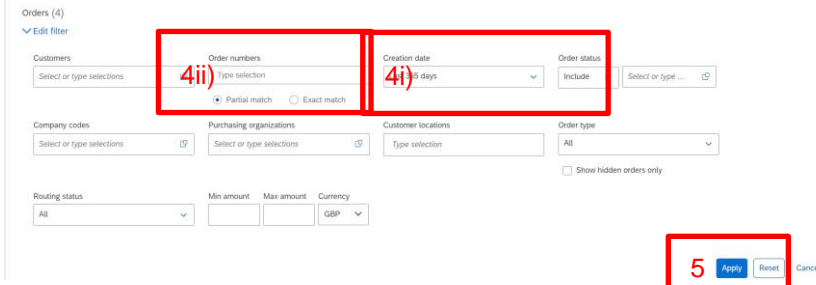 Orders (4)
Edit filter
Customers Order numbers Creation date Order status
Select or type selections 4ii) Type selection 4i) 365 days Include Select or type ...
Partial match Exact match
Company codes Purchasing organizations Customer locations Order type
Select or type selections Select or type selections Type selection All
Show hidden orders only
Routing status Min amount Max amount Currency
All GBP
5 Apply Reset